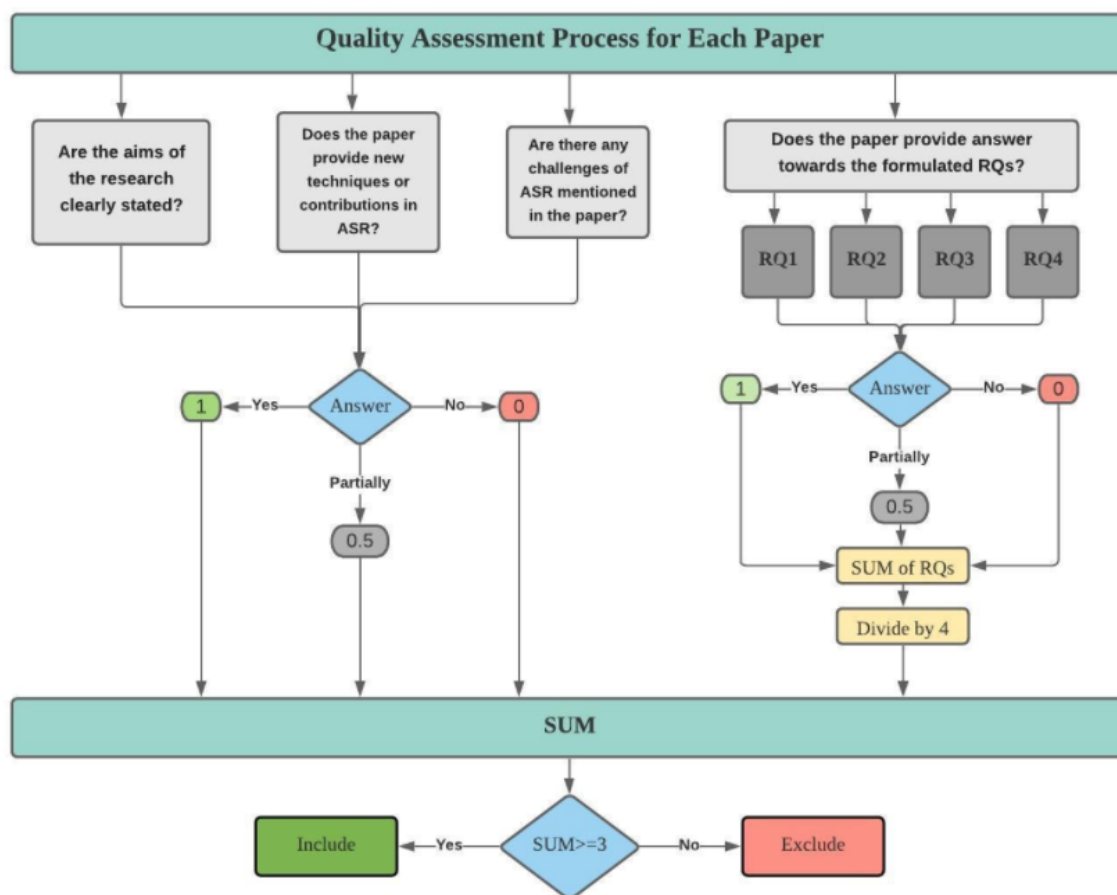 Quality Assessment Process for Each Paper
Are the aims of
the research
clearly stated?
Does the paper
provide new
techniques or
contributions in
ASR?
Are there any
challenges of
ASR mentioned
in the paper?
Does the paper provide answer
towards the formulated RQs?
RQ1
RQ2
RQ3
RQ4
1
Yes
Answer
No
0
Partially
0.5
1
Yes
Answer
No
0
Partially
0.5
SUM of RQs
Divide by 4
SUM
Include
Yes
SUM>=3
No
Exclude